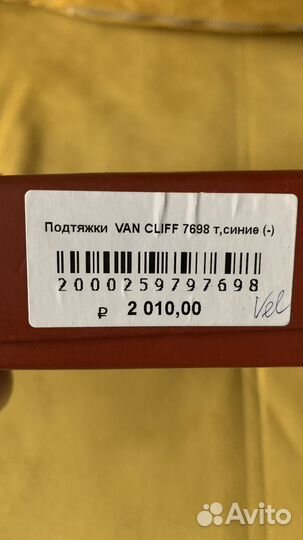 Подтяжки VAN CLIFF 7698 т,синие (-)
2000259797698
₽ 2 010,00
Vel
Avito